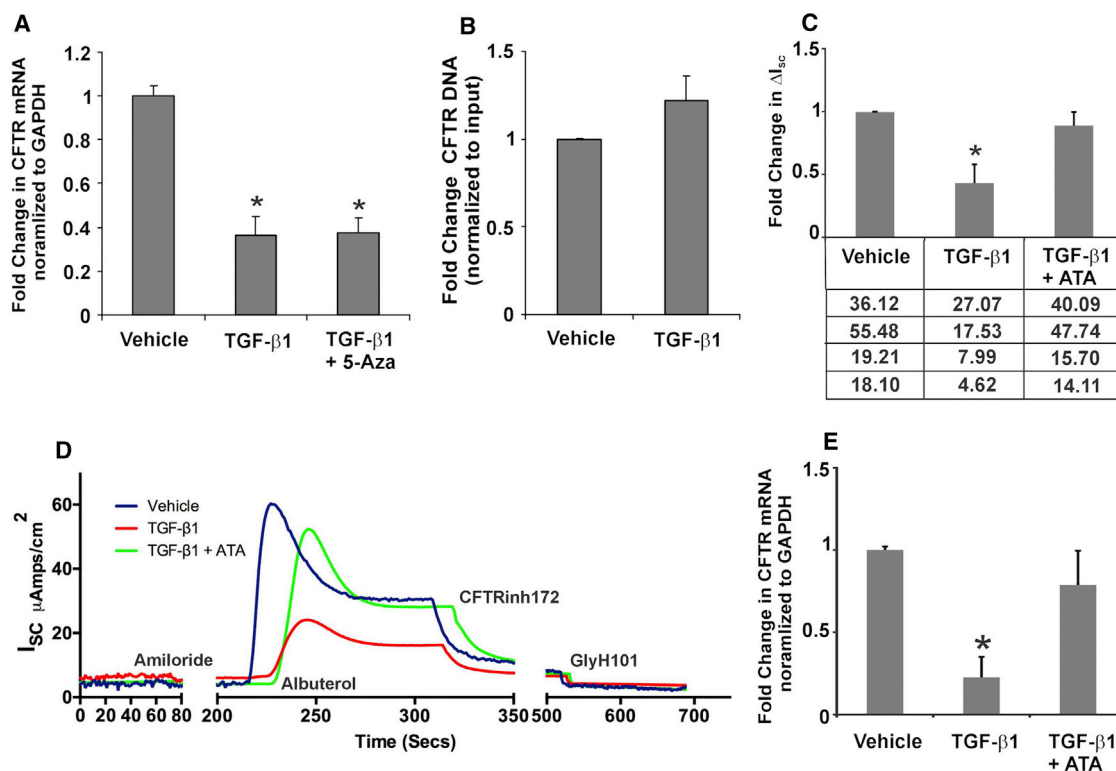 A
Fold Change in CFTR mRNA
noramlized to GAPDH
1.2
1
0.8
0.6
0.4
0.2
0
*
*
Vehicle
TGF-β1
TGF-β1
+ 5-Aza
B
Fold Change CFTR DNA
(normalized to input)
1.5
1
0.5
0
Vehicle
TGF-β1
C
Fold Change in ΔIsc
1.5
1
0.5
0
*
Vehicle TGF-β1 TGF-β1
+ ATA
36.12 27.07 40.09
55.48 17.53 47.74
19.21 7.99 15.70
18.10 4.62 14.11
D
ISC μAmps/cm2
60
40
20
0
Vehicle
TGF-β1
TGF-β1 + ATA
Amiloride
Albuterol
CFTRinh172
GlyH101
0 20 40 60 80 200 250 300 350 500 600 700
Time (Secs)
E
Fold Change in CFTR mRNA
noramlized to GAPDH
1.5
1
0.5
0
*
Vehicle
TGF-β1
TGF-β1
+ ATA